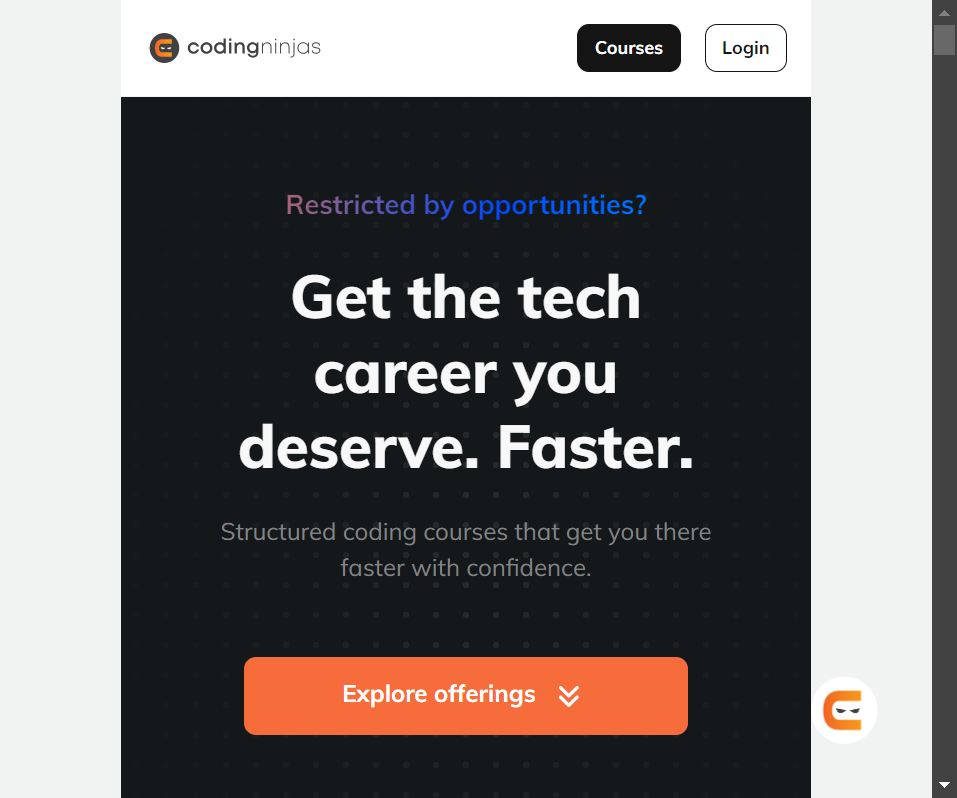 codingninjas
Courses
Login
Restricted by opportunities?
Get the tech
career you
deserve. Faster.
Structured coding courses that get you there
faster with confidence.
Explore offerings